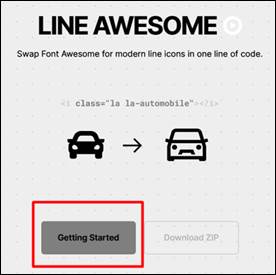 LINE AWESOME
Swap Font Awesome for modern line icons in one line of code.
<i class="la la-automobile"></i>
Getting Started
Download ZIP